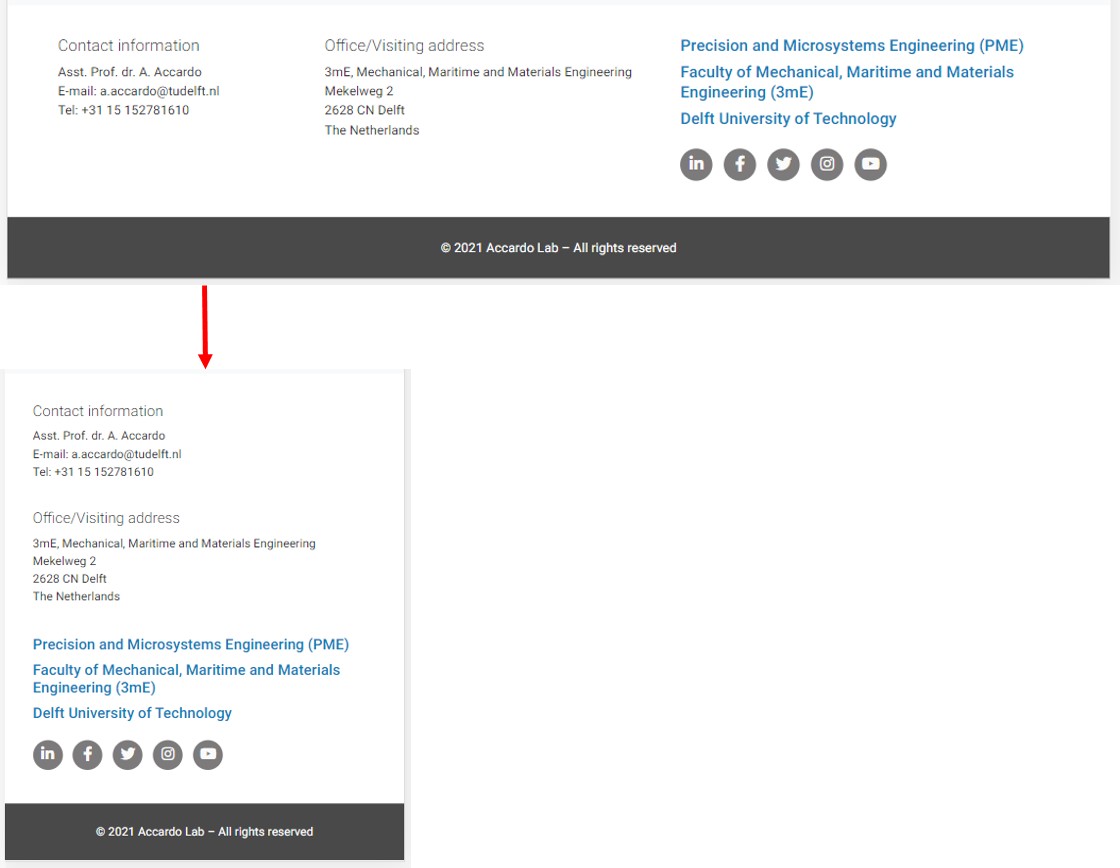 Contact information
Asst. Prof. dr. A. Accardo
E-mail: a.accardo@tudelft.nl
Tel: +31 15 152781610
Office/Visiting address
3mE, Mechanical, Maritime and Materials Engineering
Mekelweg 2
2628 CN Delft
The Netherlands
Precision and Microsystems Engineering (PME)
Faculty of Mechanical, Maritime and Materials
Engineering (3mE)
Delft University of Technology
in
© 2021 Accardo Lab – All rights reserved
Contact information
Asst. Prof. dr. A. Accardo
E-mail: a.accardo@tudelft.nl
Tel: +31 15 152781610
Office/Visiting address
3mE, Mechanical, Maritime and Materials Engineering
Mekelweg 2
2628 CN Delft
The Netherlands
Precision and Microsystems Engineering (PME)
Faculty of Mechanical, Maritime and Materials
Engineering (3mE)
Delft University of Technology
in
© 2021 Accardo Lab – All rights reserved